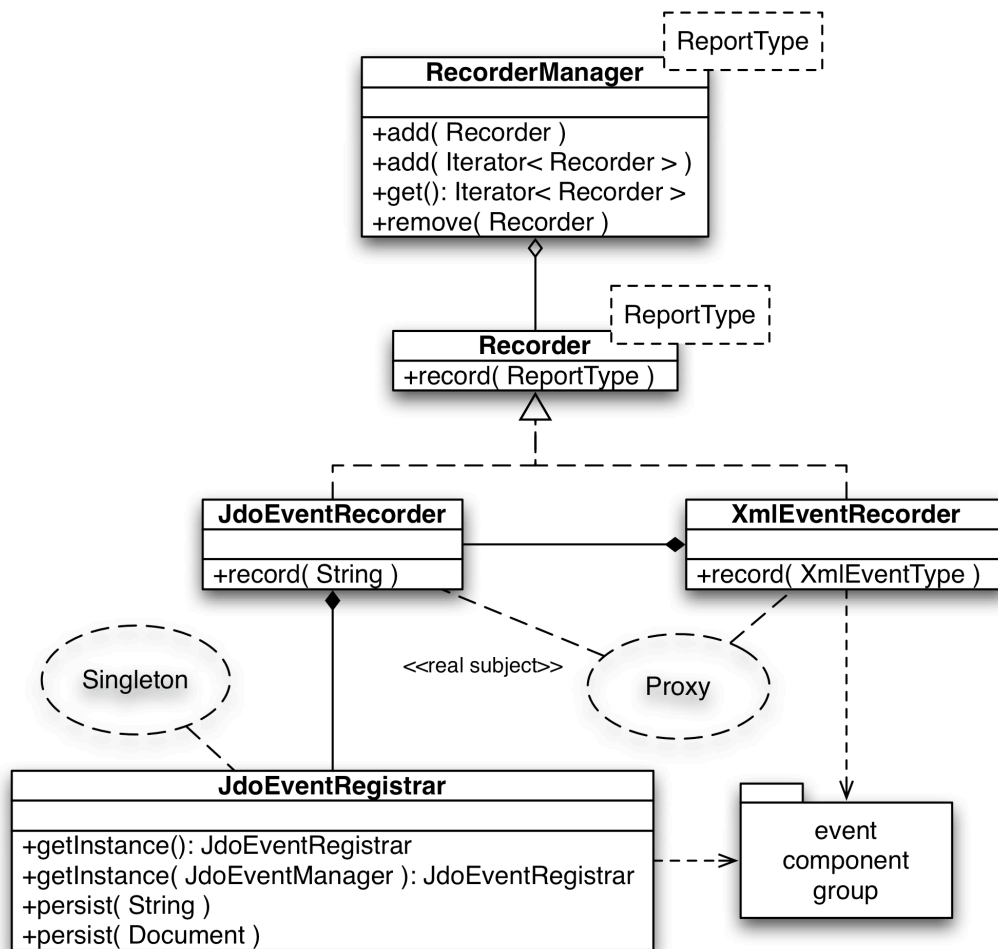 ReportType
RecorderManager
+add( Recorder )
+add( Iterator< Recorder > )
+get(): Iterator< Recorder >
+remove( Recorder )
ReportType
Recorder
+record( ReportType )
JdoEventRecorder
+record( String )
XmlEventRecorder
+record( XmlEventType )
Singleton
<<real subject>>
Proxy
JdoEventRegistrar
+getInstance(): JdoEventRegistrar
+getInstance( JdoEventManager ): JdoEventRegistrar
+persist( String )
+persist( Document )
event
component
group